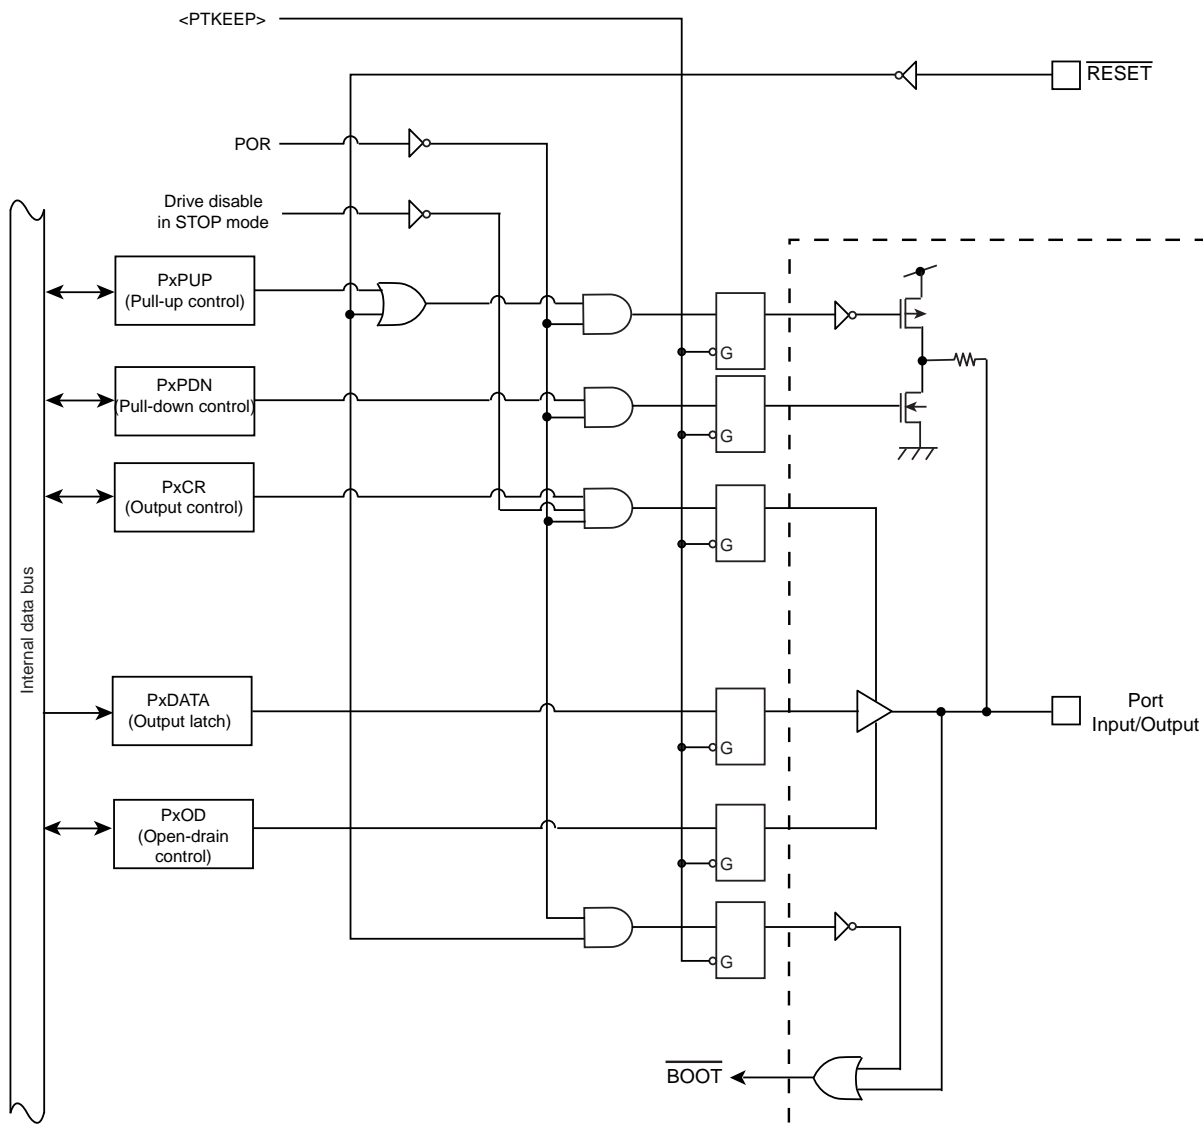 <PTKEEP>
RESET
POR
Drive disable
in STOP mode
PxPUP
(Pull-up control)
G
PxPDN
(Pull-down control)
G
PxCR
(Output control)
G
Internal data bus
PxDATA
(Output latch)
G
Port
Input/Output
PxOD
(Open-drain
control)
G
G
BOOT